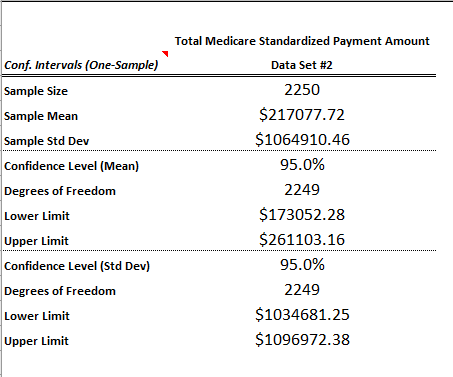 Total Medicare Standardized Payment Amount
Conf. Intervals (One-Sample) Data Set #2
Sample Size 2250
Sample Mean $217077.72
Sample Std Dev $1064910.46
Confidence Level (Mean) 95.0%
Degrees of Freedom 2249
Lower Limit $173052.28
Upper Limit $261103.16
Confidence Level (Std Dev) 95.0%
Degrees of Freedom 2249
Lower Limit $1034681.25
Upper Limit $1096972.38